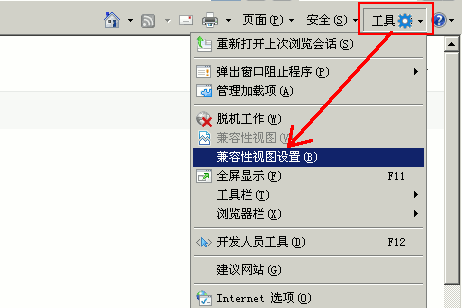 页面(P) 安全(S) 工具
重新打开上次浏览会话(S)
弹出窗口阻止程序(P)
管理加载项(A)
脱机工作(W)
兼容性视图(V)
兼容性视图设置(B)
全屏显示(F) F11
工具栏(T)
浏览器栏(X)
开发人员工具(D) F12
建议网站(G)
Internet 选项(O)